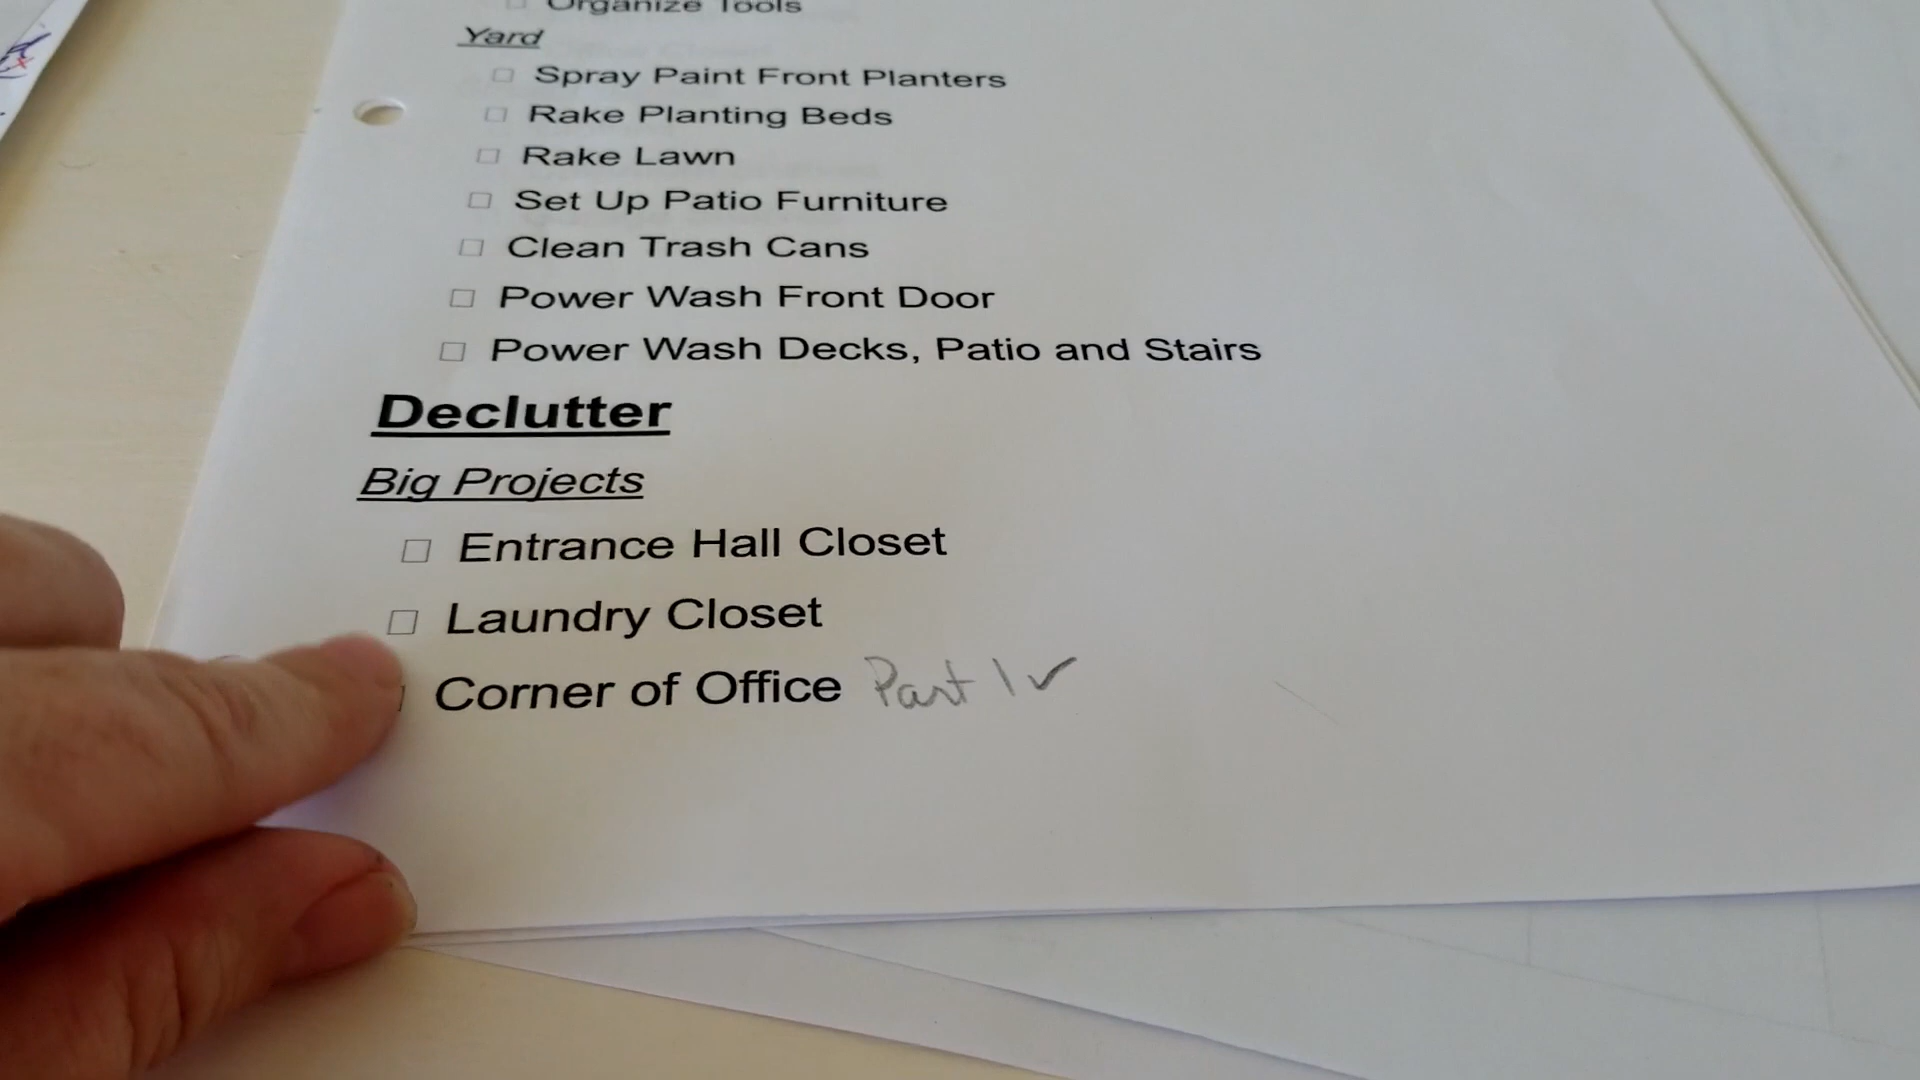 Organize Tools
Yard
Spray Paint Front Planters
Rake Planting Beds
Rake Lawn
Set Up Patio Furniture
Clean Trash Cans
Power Wash Front Door
Power Wash Decks, Patio and Stairs
Declutter
Big Projects
Entrance Hall Closet
Laundry Closet
Corner of Office Part 1 ✓